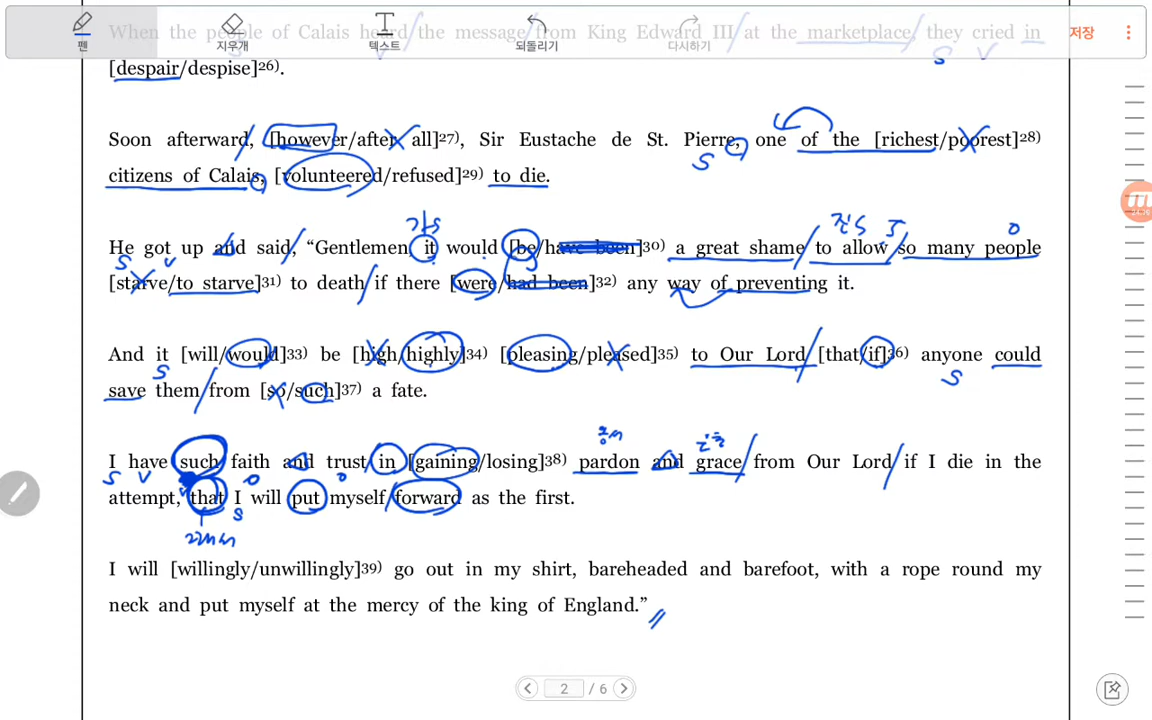 When the people of Calais heard the message from King Edward III at the marketplace, they cried in
펜 지우개 텍스트 되돌리기 다시하기 저장
S V S V
[despair/despise]26).
Soon afterward, [however/after all]27), Sir Eustache de St. Pierre, one of the [richest/poorest]28)
S
citizens of Calais, [volunteered/refused]29) to die.
가S 진S O
He got up and said, “Gentlemen, it would [be/have been]30) a great shame to allow so many people
S V
[starve/to starve]31) to death if there [were/had been]32) any way of preventing it.
And it [will/would]33) be [high/highly]34) [pleasing/pleased]35) to Our Lord [that/if]36) anyone could
S S
save them from [so/such]37) a fate.
용서
I have such faith and trust in [gaining/losing]38) pardon and grace from Our Lord if I die in the
S V O O
attempt, that I will put myself forward as the first.
S
I will [willingly/unwillingly]39) go out in my shirt, bareheaded and barefoot, with a rope round my
neck and put myself at the mercy of the king of England.”
2 / 6